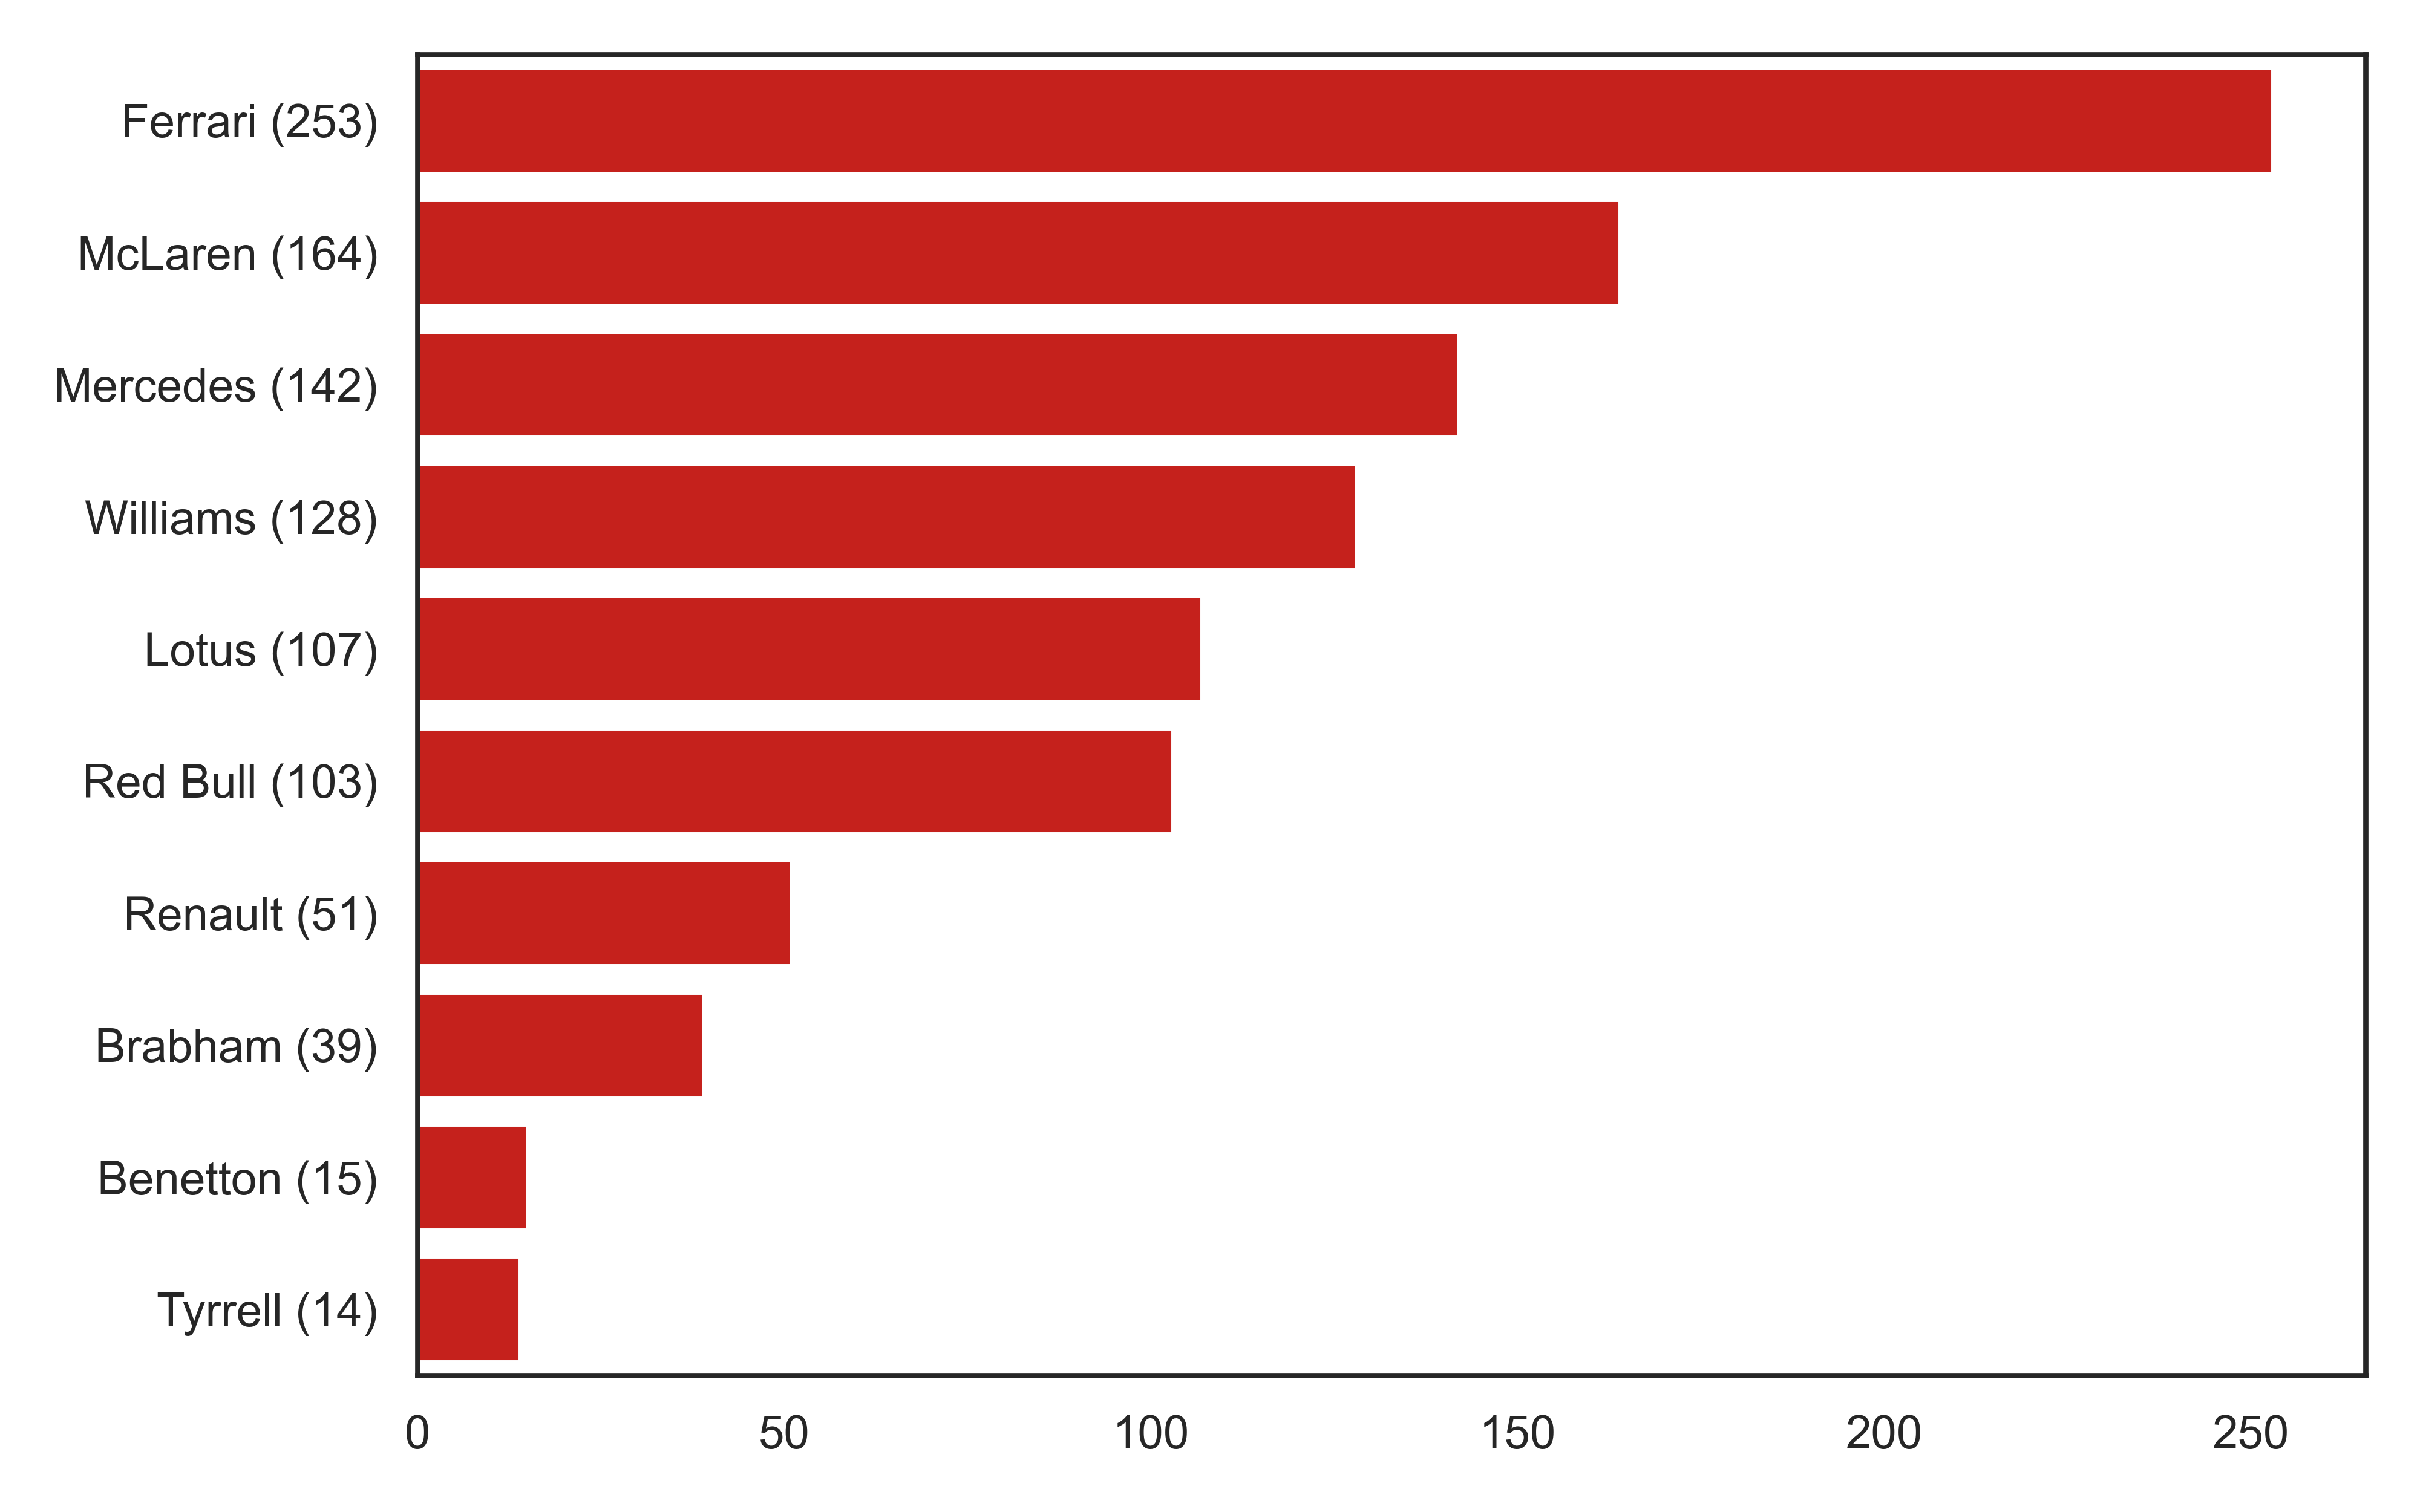 Ferrari (253)
McLaren (164)
Mercedes (142)
Williams (128)
Lotus (107)
Red Bull (103)
Renault (51)
Brabham (39)
Benetton (15)
Tyrrell (14)
0 50 100 150 200 250